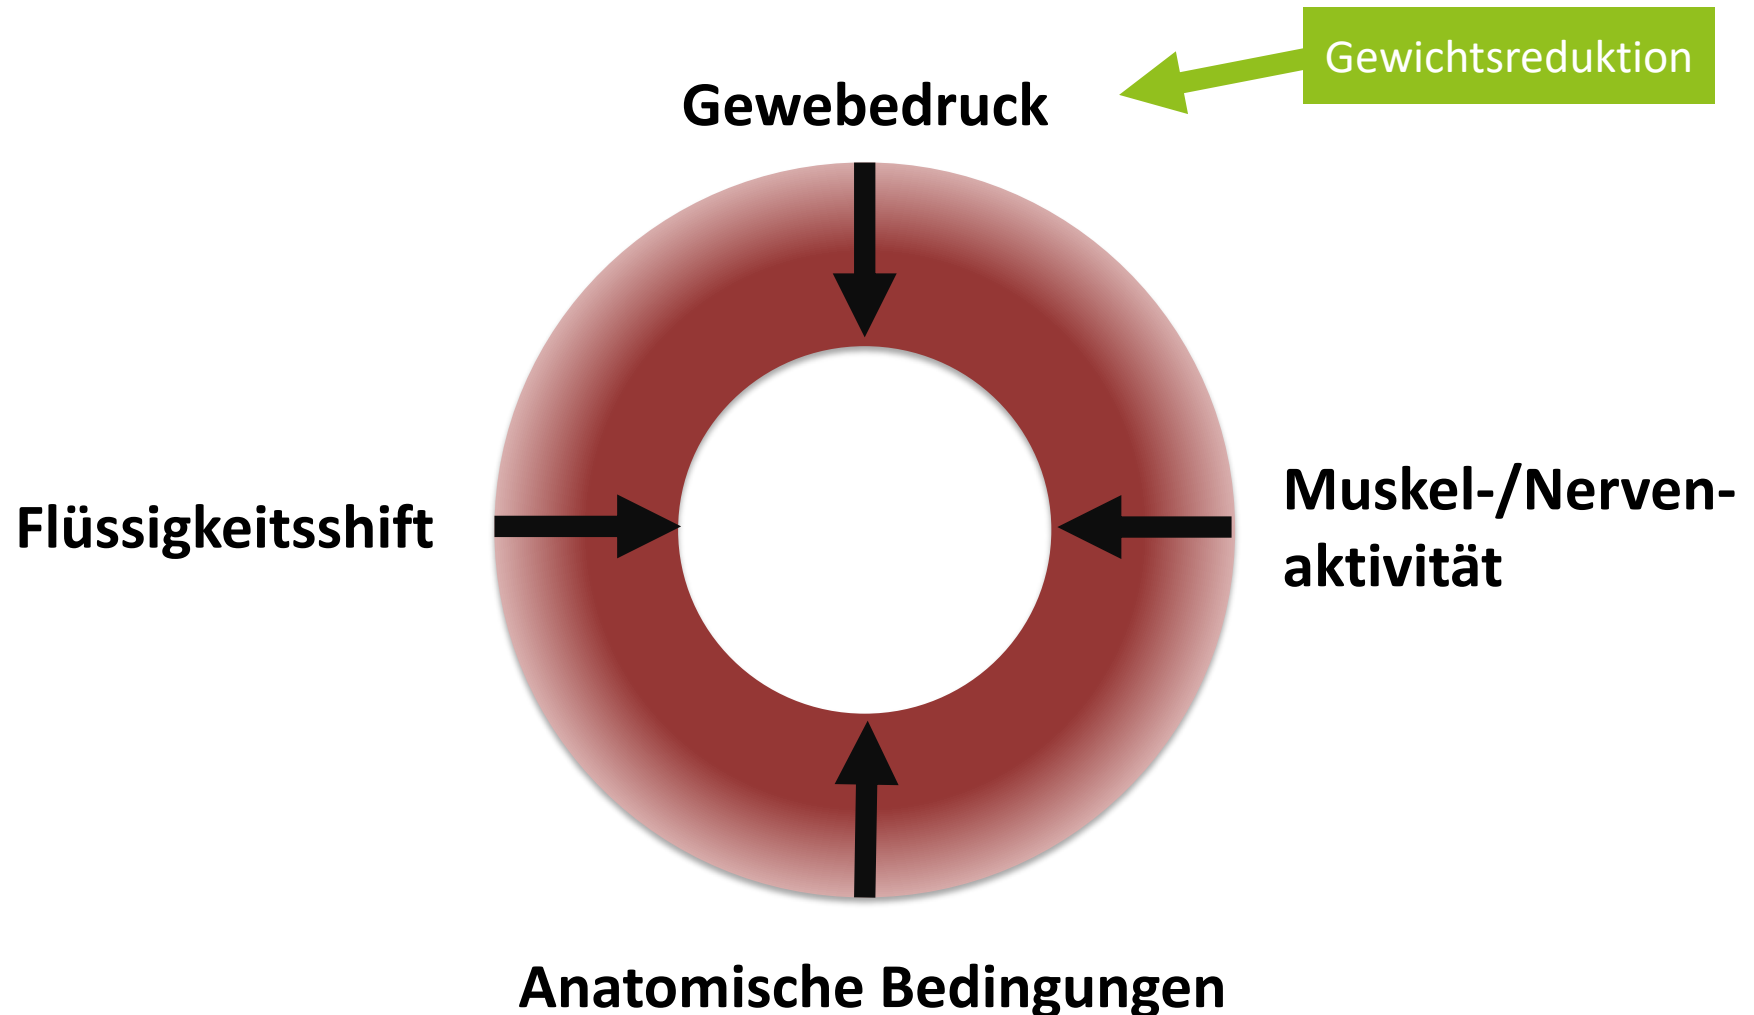 Gewichtsreduktion
Gewebedruck
Flüssigkeitsshift
Muskel-/Nerven-
aktivität
Anatomische Bedingungen